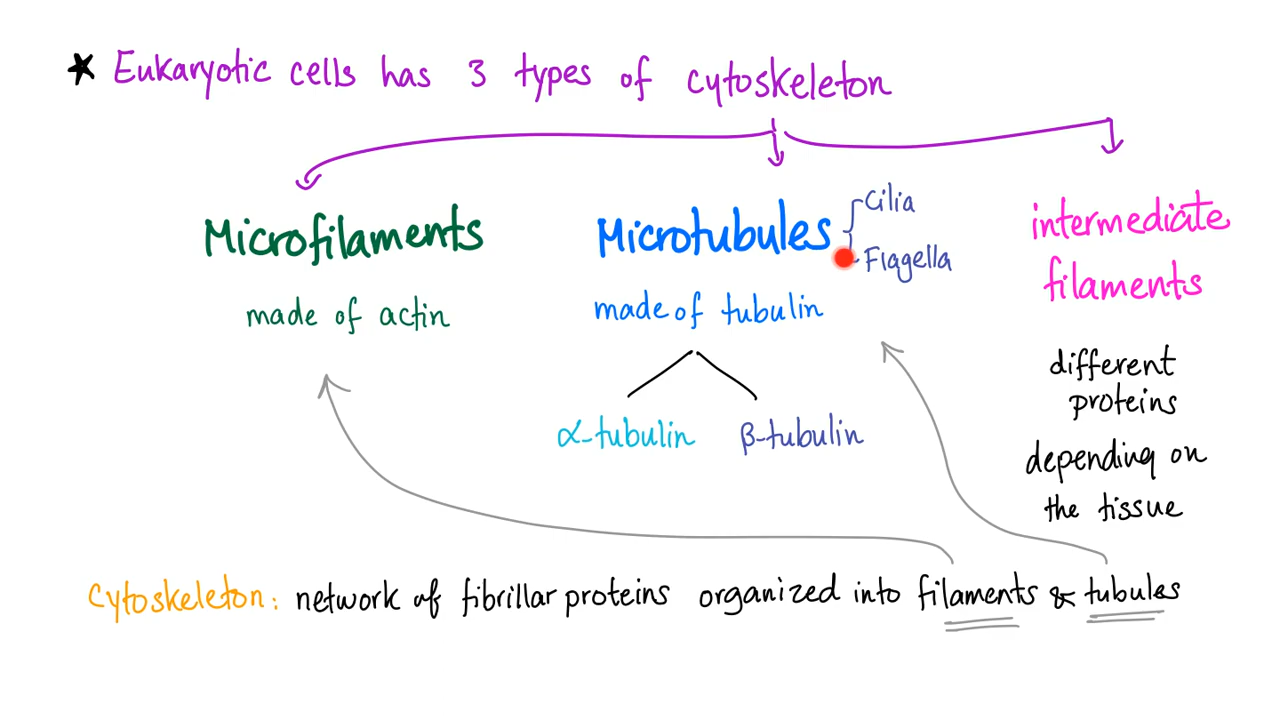 * Eukaryotic cells has 3 types of cytoskeleton
Microfilaments
made of actin
Microtubules
Cilia
Flagella
made of tubulin
α-tubulin
β-tubulin
intermediate
filaments
different
proteins
depending on
the tissue
Cytoskeleton: network of fibrillar proteins organized into filaments & tubules